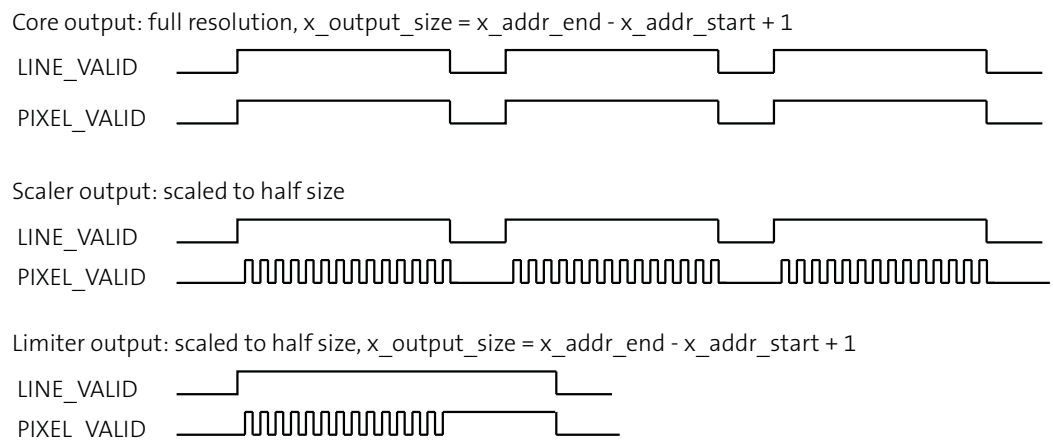 Core output: full resolution, x_output_size = x_addr_end - x_addr_start + 1
LINE_VALID
PIXEL_VALID
Scaler output: scaled to half size
LINE_VALID
PIXEL_VALID
Limiter output: scaled to half size, x_output_size = x_addr_end - x_addr_start + 1
LINE_VALID
PIXEL_VALID